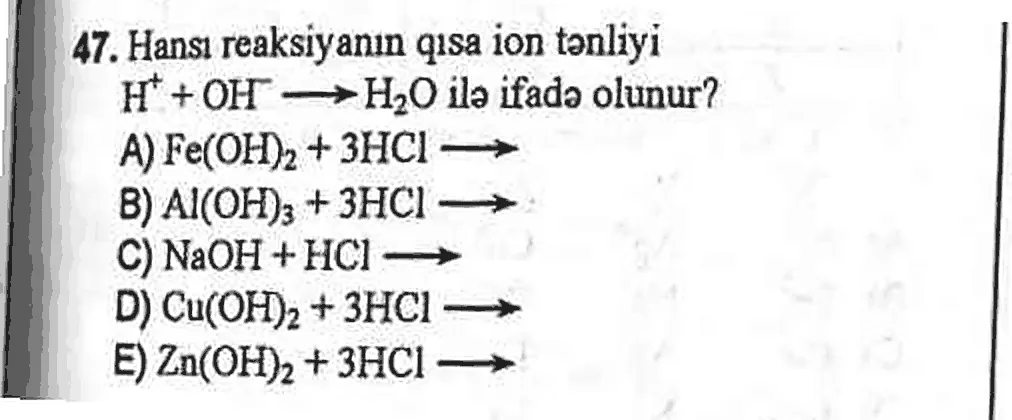 47. Hansı reaksiyanın qısa ion tənliyi
H⁺ + OH⁻ ⟶ H₂O ilə ifadə olunur?
A) Fe(OH)₂ + 3HCl ⟶
B) Al(OH)₃ + 3HCl ⟶
C) NaOH + HCl ⟶
D) Cu(OH)₂ + 3HCl ⟶
E) Zn(OH)₂ + 3HCl ⟶